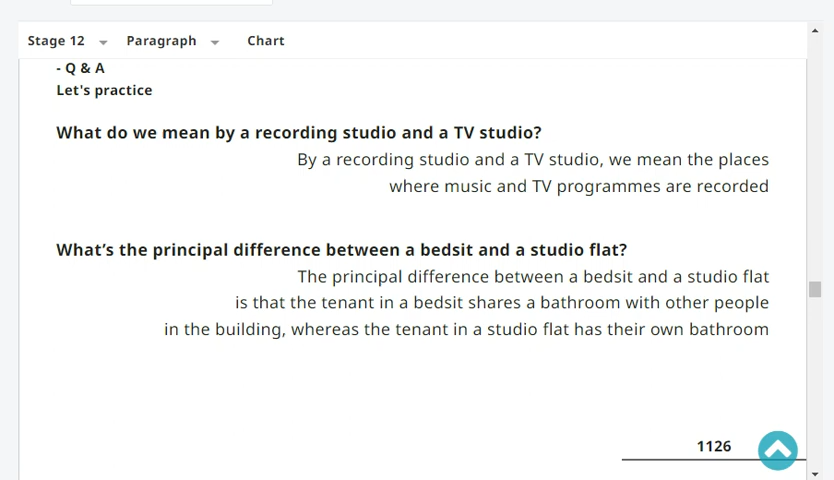 Stage 12 Paragraph Chart
- Q & A
Let's practice
What do we mean by a recording studio and a TV studio?
By a recording studio and a TV studio, we mean the places
where music and TV programmes are recorded
What’s the principal difference between a bedsit and a studio flat?
The principal difference between a bedsit and a studio flat
is that the tenant in a bedsit shares a bathroom with other people
in the building, whereas the tenant in a studio flat has their own bathroom
1126